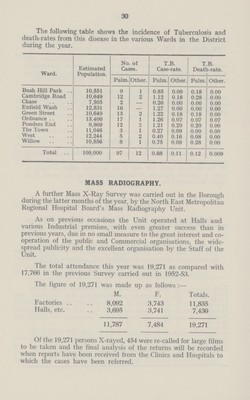 30
The following table shows the incidence of Tuberculosis and
death-rates from this disease in the various Wards in the District
during the year.
Ward. Estimated Population. No. of Cases. T.B. Case-rate. T.B. Death-rate.
Pulm. Other. Pulm. Other. Pulm. Other.
Bush Hill Park 10,551 9 1 0.85 0.00 0.18 0.00
Cambridge Road 10,649 12 2 1.12 0.18 0.28 0.00
Chase 7,505 2 — 0.26 0.00 0.00 0.00
Enfield Wash 12,531 16 — 1.27 0.00 0.00 0.00
Green Street 10,649 13 2 1.22 0.18 0.18 0.00
Ordnance 13,400 17 1 1.26 0.07 0.07 0.07
Ponders End 9,869 12 2 1.21 0.20 0.20 0.00
The Town 11,046 3 1 0.27 0.09 0.00 0.00
West 12,244 5 2 0.40 0.16 0.08 0.00
Willow 10,556 8 1 0.75 0.09 0.28 0.00
Total 109,000 97 12 0.88 0.11 0.12 0.009
MASS RADIOGRAPHY.
A further Mass X-Ray Survey was carried out in the Borough
during the latter months of the year, by the North East Metropolitan
Regional Hospital Board's Mass Radiography Unit.
As on previous occasions the Unit operated at Halls and
various Industrial premises, with even greater success than in
previous years, due in no small measure to the great interest and co-
operation of the public and Commercial organisations, the wide-
spread publicity and the excellent organisation by the Staff of the
Unit.
The total attendance this year was 19,271 as compared with
17,766 in the previous Survey carried out in 1952-53.
The figure of 19,271 was made up as follows :—
M. F. Totals.
Factories .. .. 8,092 3,743 11,835
Halls, etc. .. .. 3,695 3,741 7,436
11,787 7,484 19,271
Of the 19,271 persons X-rayed, 484 were re-called for large films
to be taken and the final analysis of the returns will be recorded
when reports have been received from the Clinics and Hospitals to
which the cases have been referred.